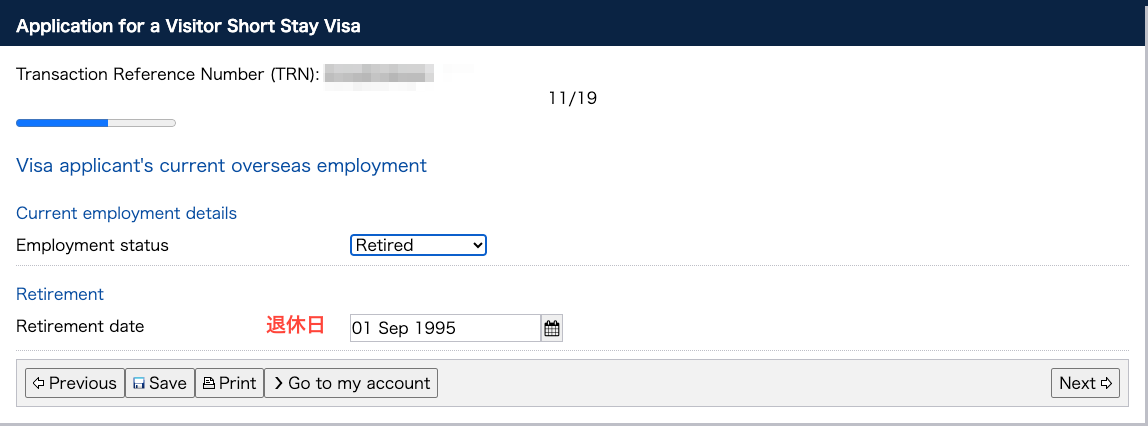 Application for a Visitor Short Stay Visa
Transaction Reference Number (TRN):
11/19
Visa applicant's current overseas employment
Current employment details
Employment status Retired
Retirement
Retirement date 退休日 01 Sep 1995
Previous Save Print Go to my account Next